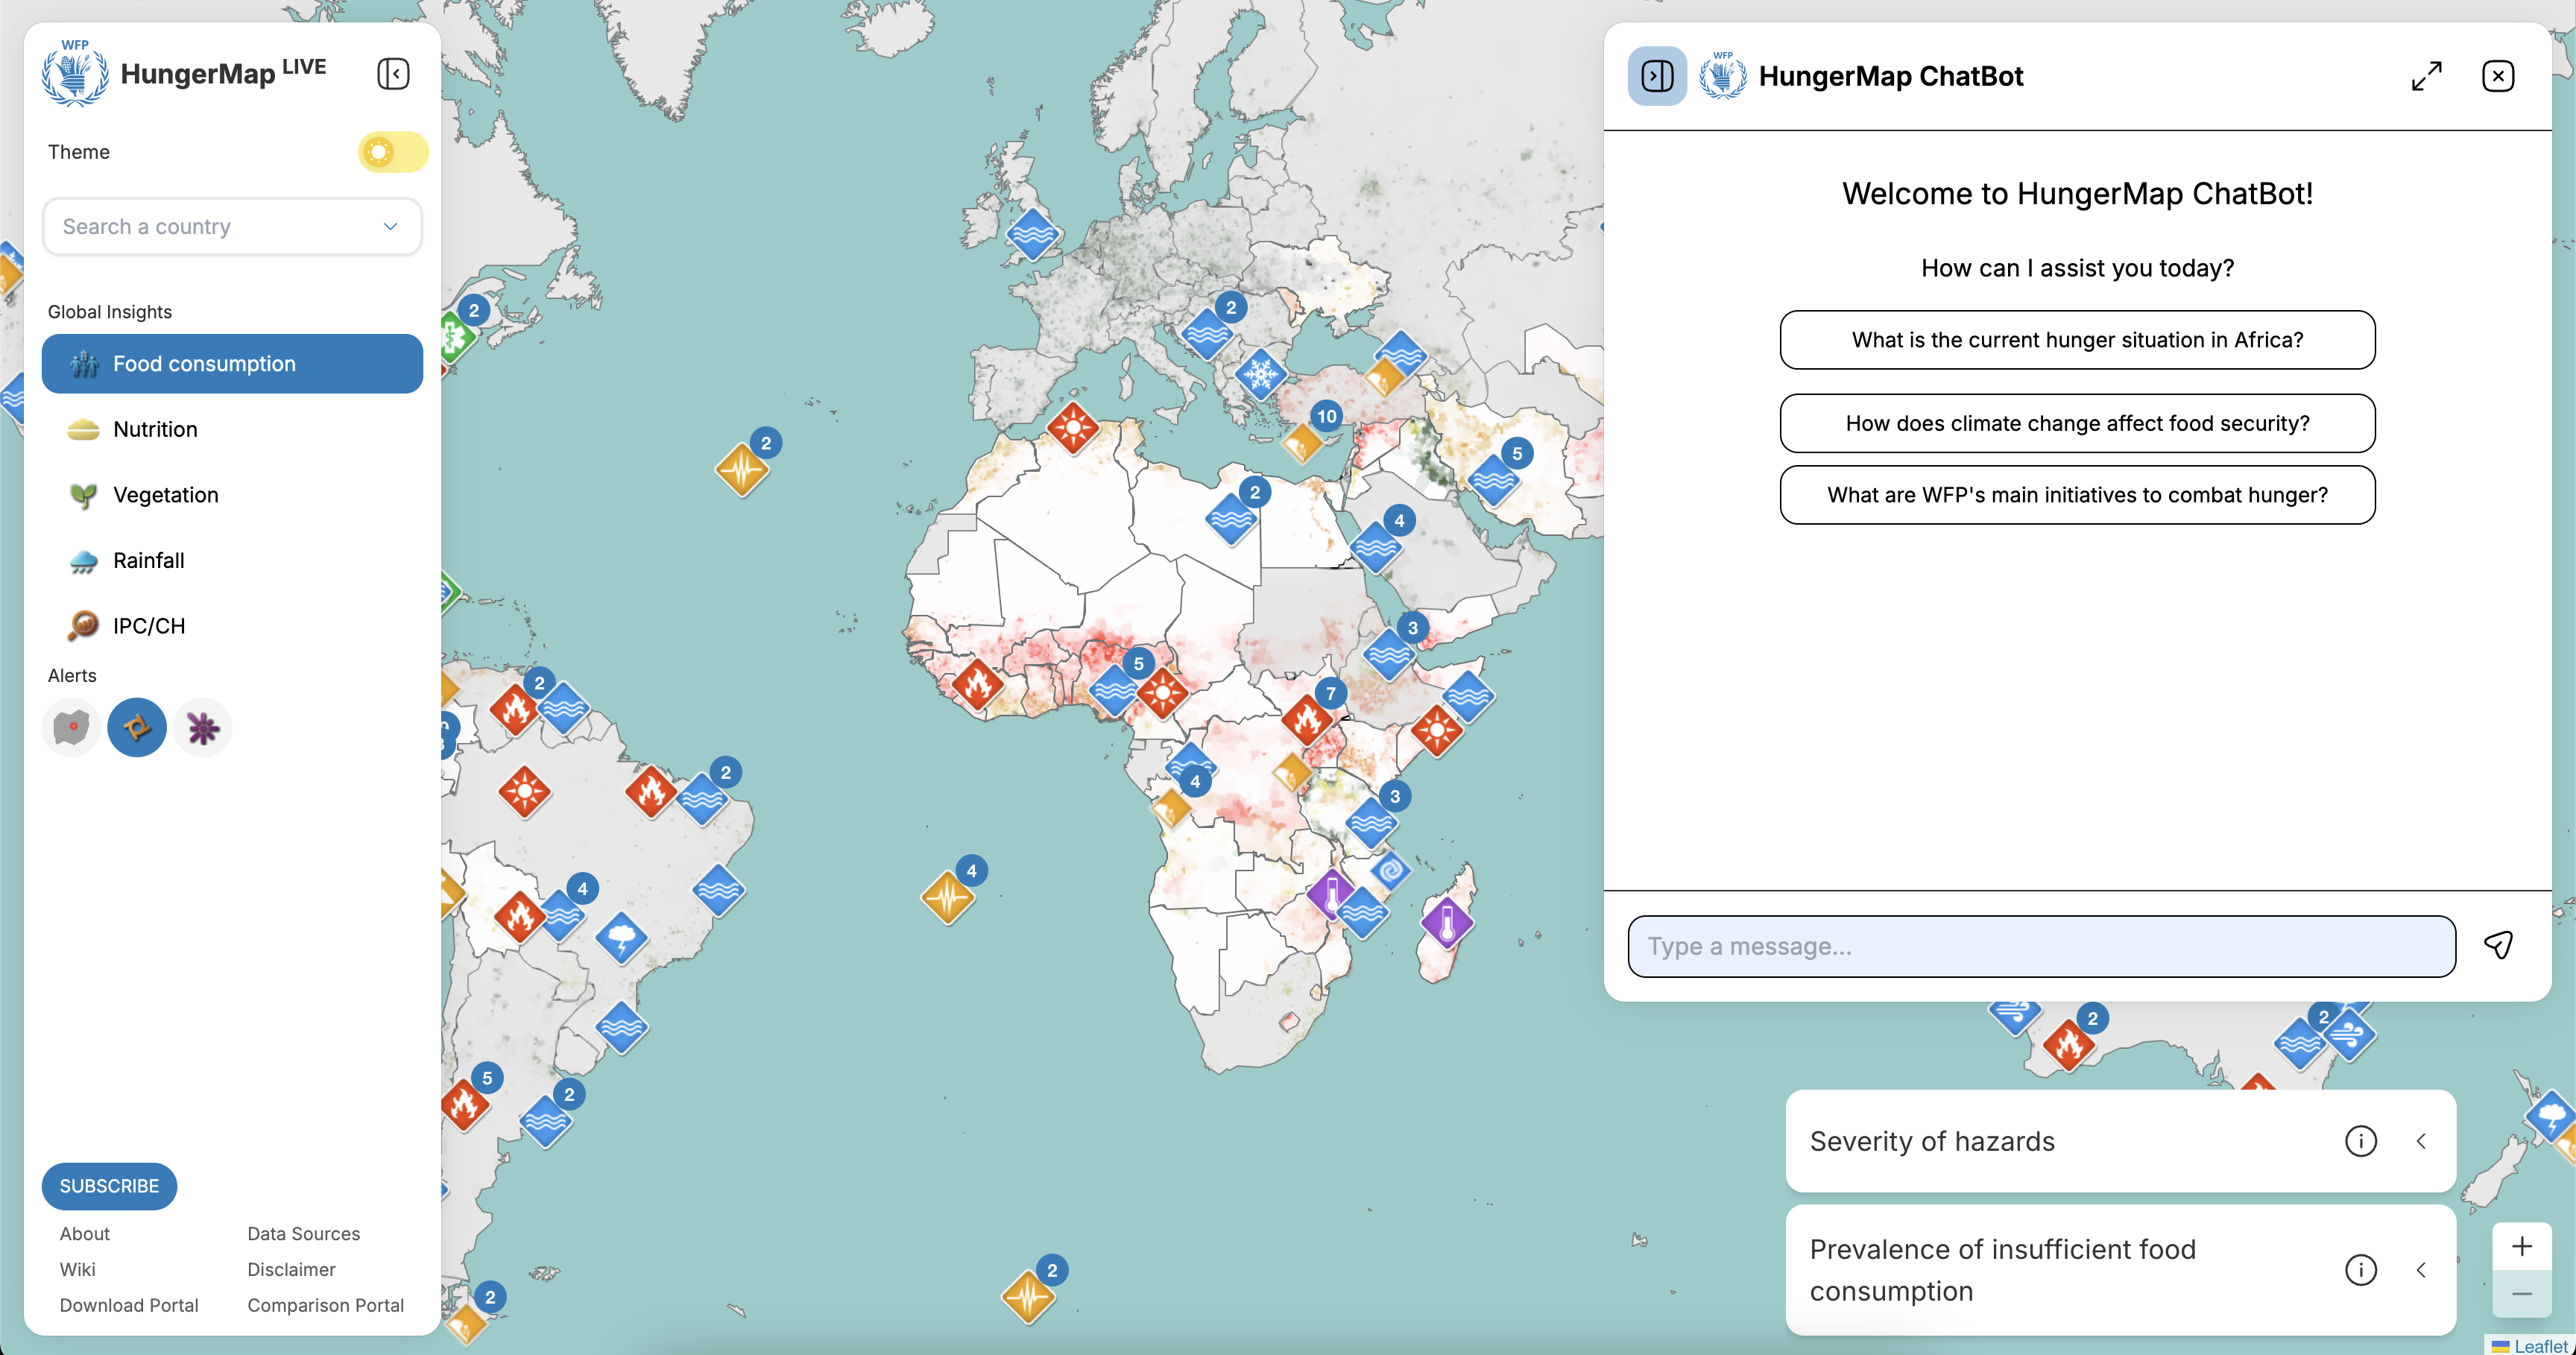 WFP
HungerMap LIVE
Theme
Search a country
Global Insights
Food consumption
Nutrition
Vegetation
Rainfall
IPC/CH
Alerts
SUBSCRIBE
About
Data Sources
Wiki
Disclaimer
Download Portal
Comparison Portal
2
2
2
10
5
2
4
2
3
5
2
7
2
4
3
4
4
5
2
2
2
WFP
HungerMap ChatBot
Welcome to HungerMap ChatBot!
How can I assist you today?
What is the current hunger situation in Africa?
How does climate change affect food security?
What are WFP's main initiatives to combat hunger?
Type a message...
2
2
Severity of hazards
Prevalence of insufficient food
consumption
+
−
Leaflet